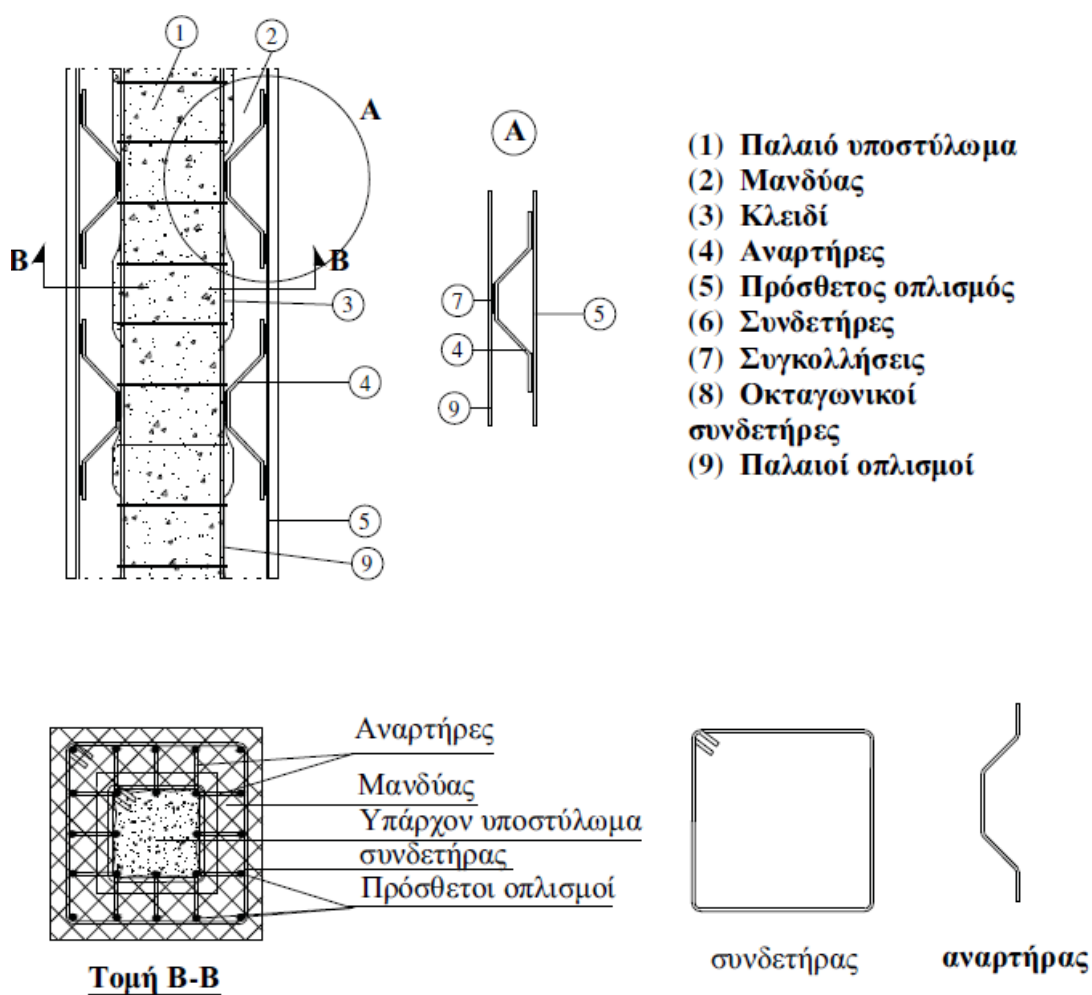 1
2
A
A
B
B
3
7
5
4
4
9
5
9
(1) Παλαιό υποστύλωμα
(2) Μανδύας
(3) Κλειδί
(4) Αναρτήρες
(5) Πρόσθετος οπλισμός
(6) Συνδετήρες
(7) Συγκολλήσεις
(8) Οκταγωνικοί
συνδετήρες
(9) Παλαιοί οπλισμοί
Αναρτήρες
Μανδύας
Υπάρχον υποστύλωμα
συνδετήρας
Πρόσθετοι οπλισμοί
Τομή Β-Β
συνδετήρας
αναρτήρας